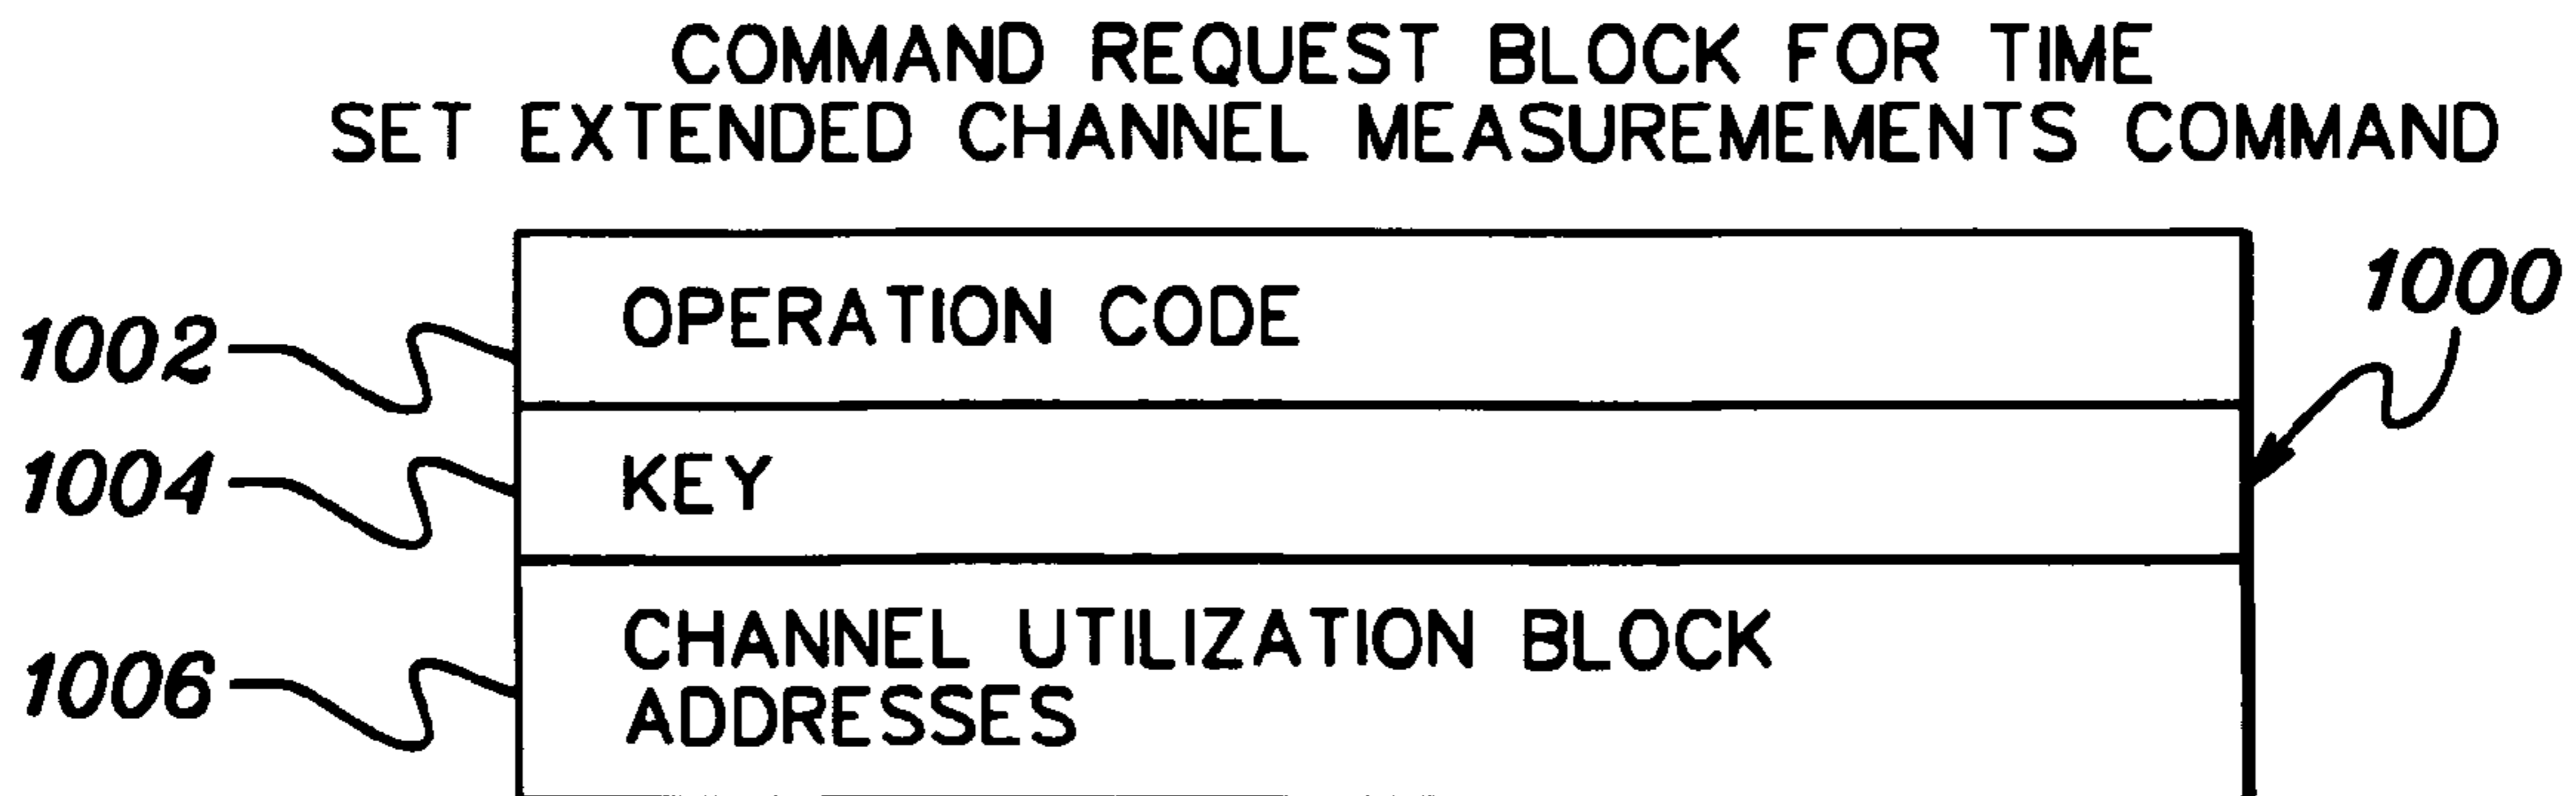 COMMAND REQUEST BLOCK FOR TIME
SET EXTENDED CHANNEL MEASUREMEMENTS COMMAND
1000
1002
OPERATION CODE
1004
KEY
1006
CHANNEL UTILIZATION BLOCK
ADDRESSES